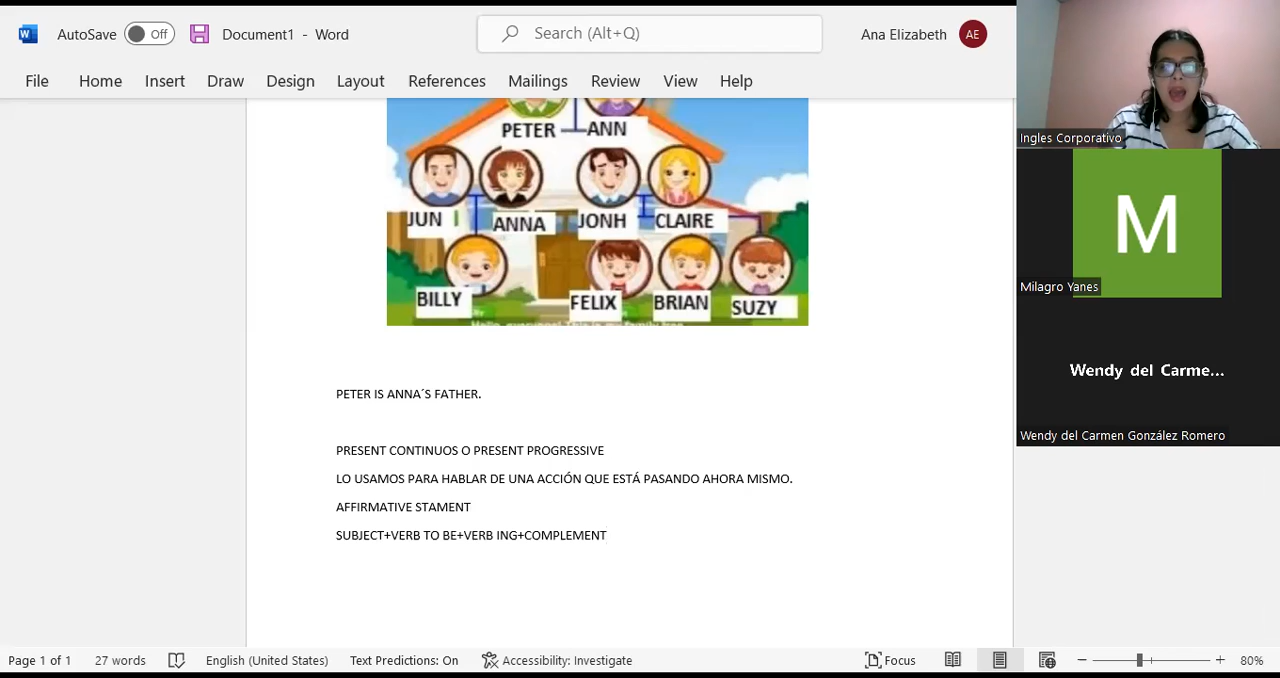 AutoSave Off Document1 - Word Search (Alt+Q) Ana Elizabeth AE
File Home Insert Draw Design Layout References Mailings Review View Help
PETER ANN
JUN ANNA JONH CLAIRE
BILLY FELIX BRIAN SUZY
PETER IS ANNA´S FATHER.
PRESENT CONTINUOS O PRESENT PROGRESSIVE
LO USAMOS PARA HABLAR DE UNA ACCIÓN QUE ESTÁ PASANDO AHORA MISMO.
AFFIRMATIVE STAMENT
SUBJECT+VERB TO BE+VERB ING+COMPLEMENT
Page 1 of 1 27 words English (United States) Text Predictions: On Accessibility: Investigate Focus 80%
Ingles Corporativo
M
Milagro Yanes
Wendy del Carme...
Wendy del Carmen González Romero